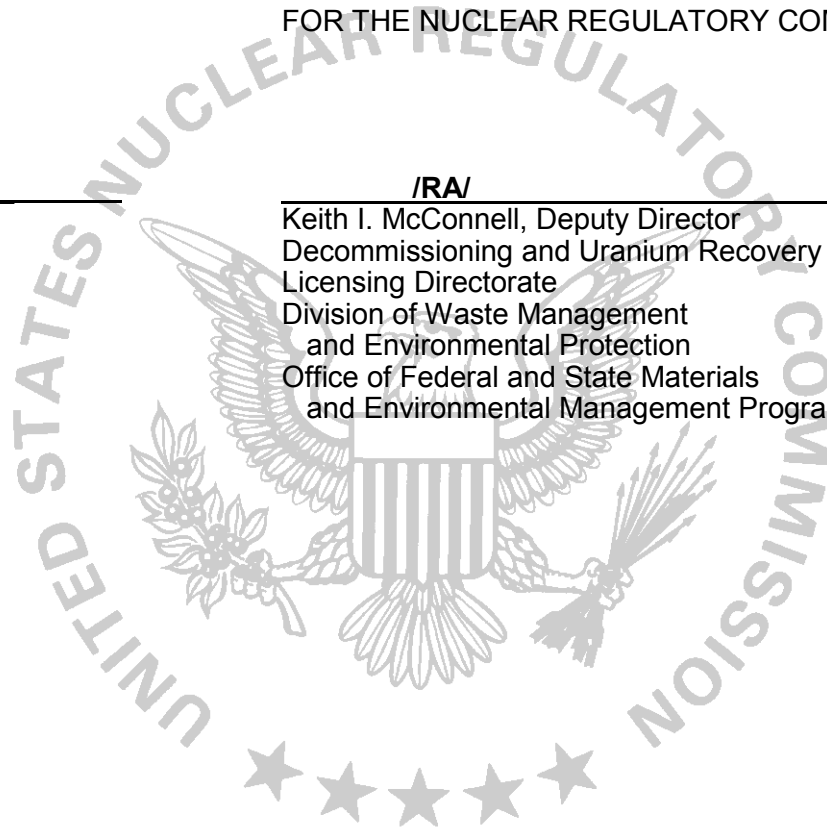 FOR THE NUCLEAR REGULATORY COM
/RA/
Keith I. McConnell, Deputy Director
Decommissioning and Uranium Recovery
Licensing Directorate
Division of Waste Management
and Environmental Protection
Office of Federal and State Materials
and Environmental Management Progra
UNITED STATES NUCLEAR REGULATORY COMMISSION